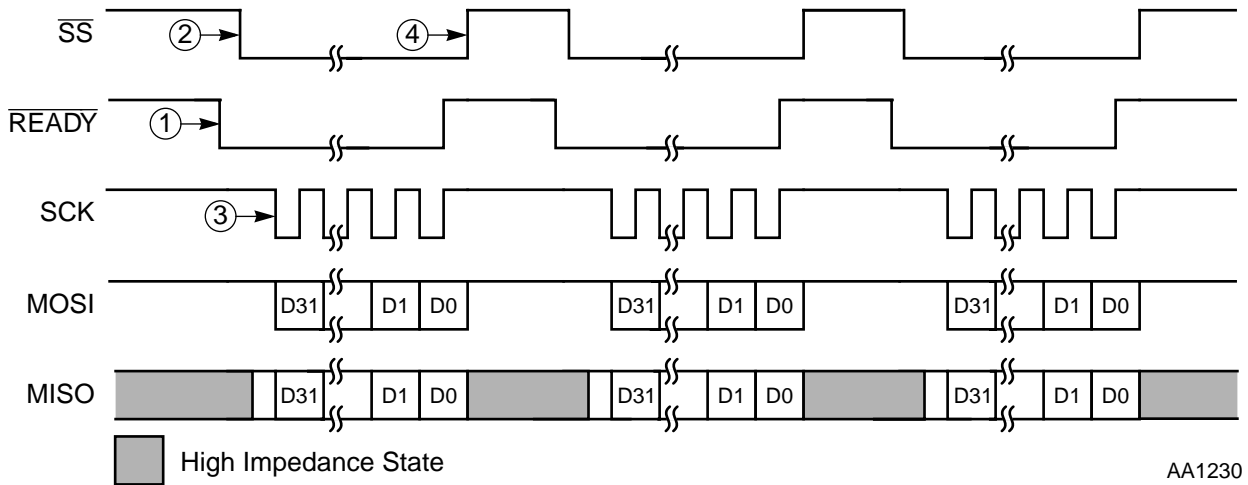 SS
② ④
READY
①
SCK
③
MOSI D31 D1 D0 D31 D1 D0 D31 D1 D0
MISO D31 D1 D0 D31 D1 D0 D31 D1 D0
High Impedance State
AA1230